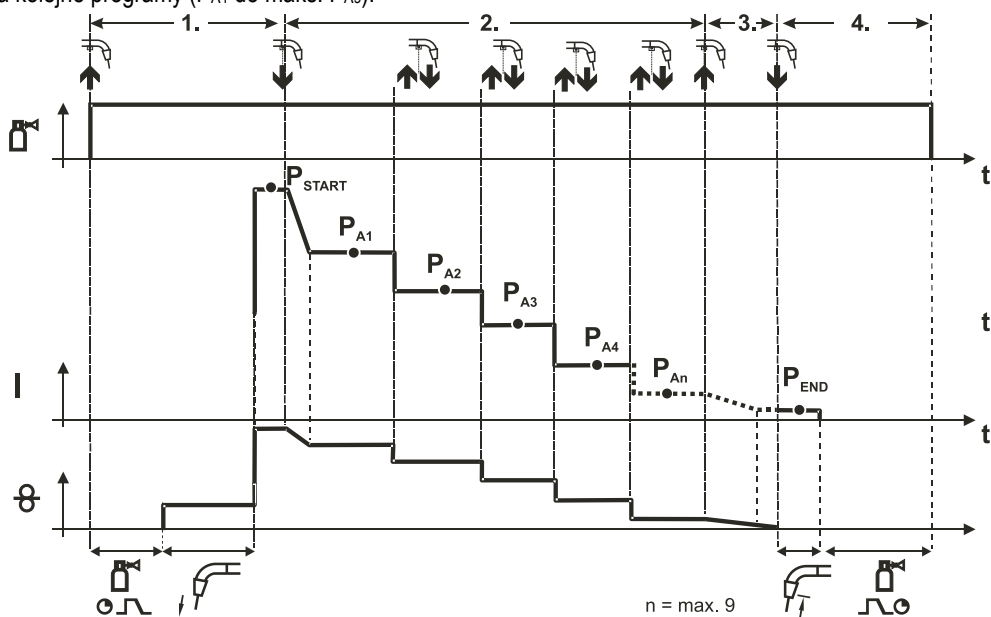 a kolejne programy (PA1 do maks. PA9).
1. 2. 3. 4.
t
PSTART
PA1
PA2
PA3
t
PA4
PAn
PEND
I
t
n = max. 9